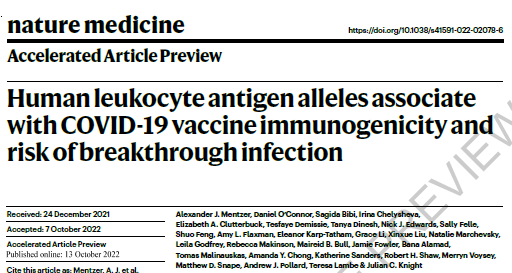 nature medicine
https://doi.org/10.1038/s41591-022-02078-6
Accelerated Article Preview
Human leukocyte antigen alleles associate
with COVID-19 vaccine immunogenicity and
risk of breakthrough infection
Received: 24 December 2021
Accepted: 7 October 2022
Accelerated Article Preview
Published online: 13 October 2022
Cite this article as: Mentzer, A. J. et al.
Alexander J. Mentzer, Daniel O'Connor, Sagida Bibi, Irina Chelysheva,
Elizabeth A. Clutterbuck, Tesfaye Demissie, Tanya Dinesh, Nick J. Edwards, Sally Felle,
Shuo Feng, Amy L. Flaxman, Eleanor Karp-Tatham, Grace Li, Xinxue Liu, Natalie Marchevsky,
Leila Godfrey, Rebecca Makinson, Maireid B. Bull, Jamie Fowler, Bana Alamad,
Tomas Malinauskas, Amanda Y. Chong, Katherine Sanders, Robert H. Shaw, Merryn Voysey,
Matthew D. Snape, Andrew J. Pollard, Teresa Lambe & Julian C. Knight
PREVIEW